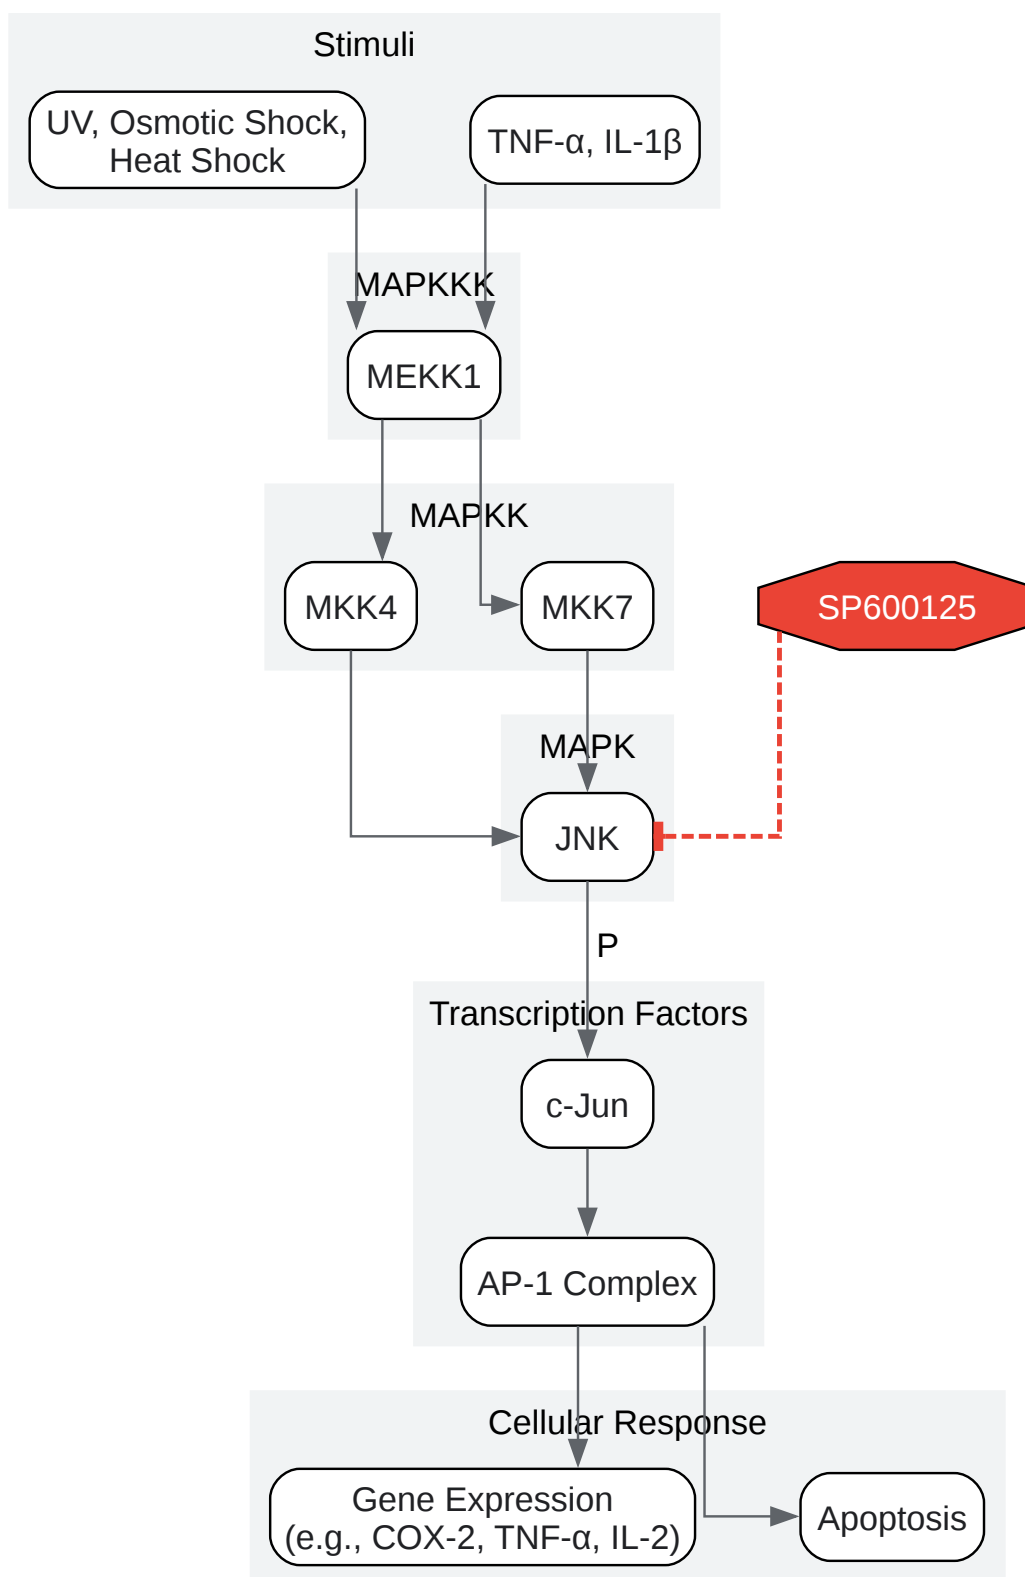 Stimuli
UV, Osmotic Shock,
Heat Shock
TNF-α, IL-1β
MAPKKK
MEKK1
MAPKK
MKK4
MKK7
SP600125
MAPK
JNK
P
Transcription Factors
c-Jun
AP-1 Complex
Cellular Response
Gene Expression
(e.g., COX-2, TNF-α, IL-2)
Apoptosis